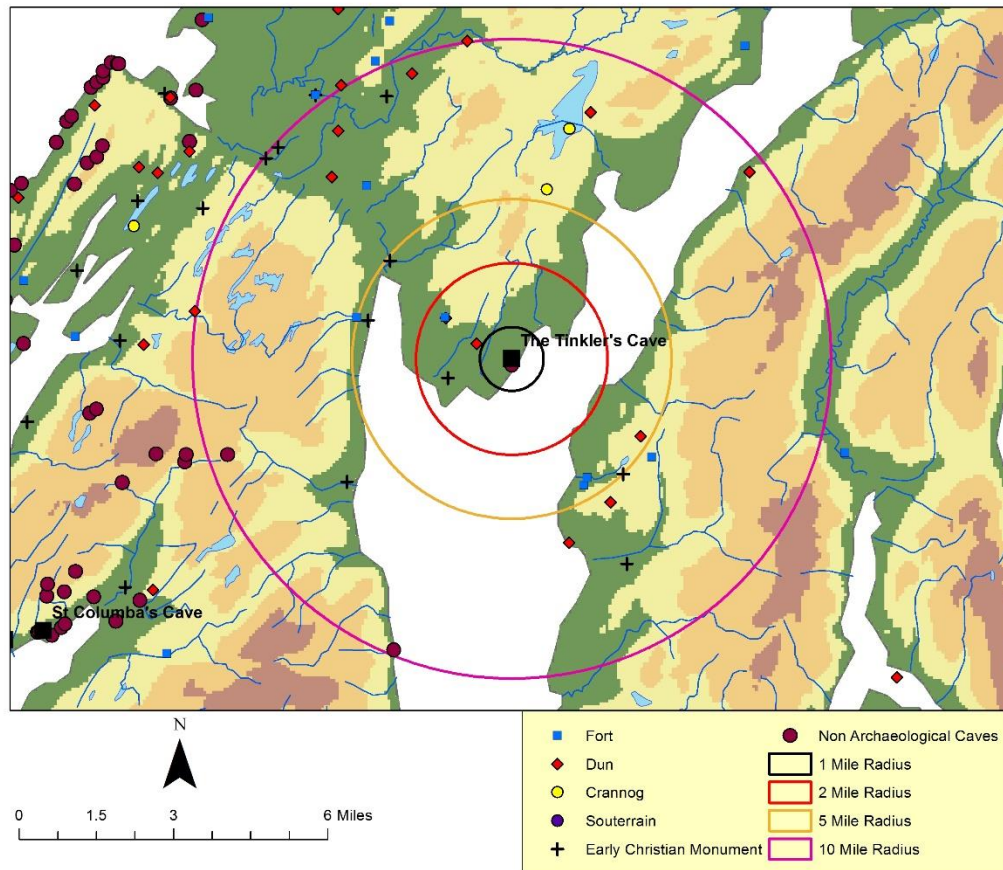 The Tinkler's Cave
St Columba's Cave
N
0 1.5 3 6 Miles
Fort
Dun
Crannog
Souterrain
Early Christian Monument
Non Archaeological Caves
1 Mile Radius
2 Mile Radius
5 Mile Radius
10 Mile Radius